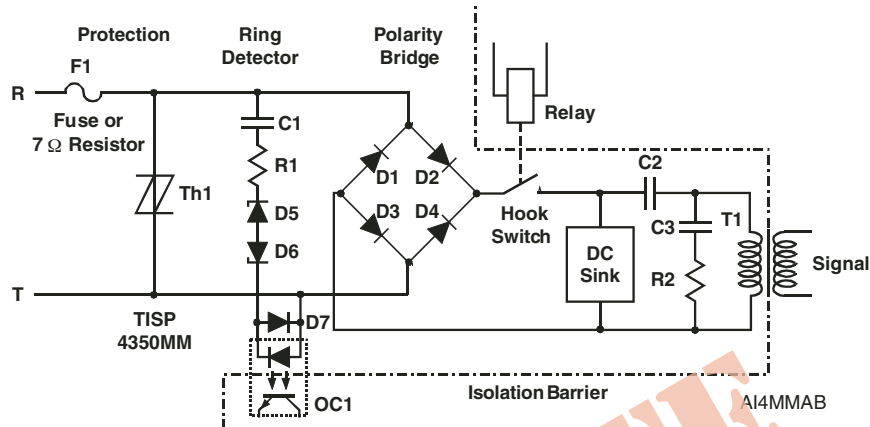 Protection
Ring
Detector
Polarity
Bridge
F1
R
Fuse or
7 Ω Resistor
Th1
C1
R1
D5
D6
D1
D2
D3
D4
Relay
Hook
Switch
C2
C3
T1
R2
DC
Sink
Signal
T
TISP
4350MM
D7
OC1
Isolation Barrier
AI4MMAB